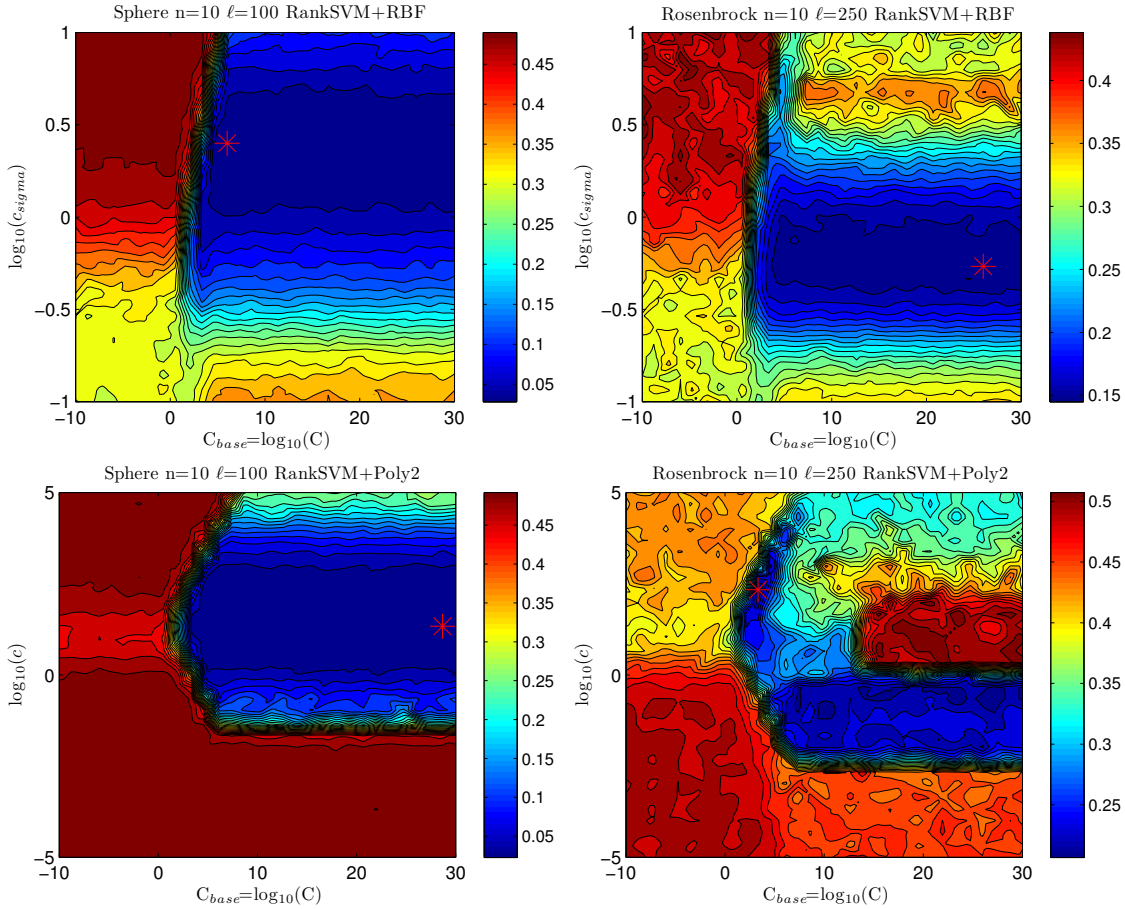 Sphere n=10 ℓ=100 RankSVM+RBF
1
0.5
0
−0.5
−1
log10(c_sigma)
−10 0 10 20 30
C_base=log10(C)
0.45
0.4
0.35
0.3
0.25
0.2
0.15
0.1
0.05
Rosenbrock n=10 ℓ=250 RankSVM+RBF
1
0.5
0
−0.5
−1
log10(c_sigma)
−10 0 10 20 30
C_base=log10(C)
0.4
0.35
0.3
0.25
0.2
0.15
Sphere n=10 ℓ=100 RankSVM+Poly2
5
0
−5
log10(c)
−10 0 10 20 30
C_base=log10(C)
0.45
0.4
0.35
0.3
0.25
0.2
0.15
0.1
0.05
Rosenbrock n=10 ℓ=250 RankSVM+Poly2
5
0
−5
log10(c)
−10 0 10 20 30
C_base=log10(C)
0.5
0.45
0.4
0.35
0.3
0.25